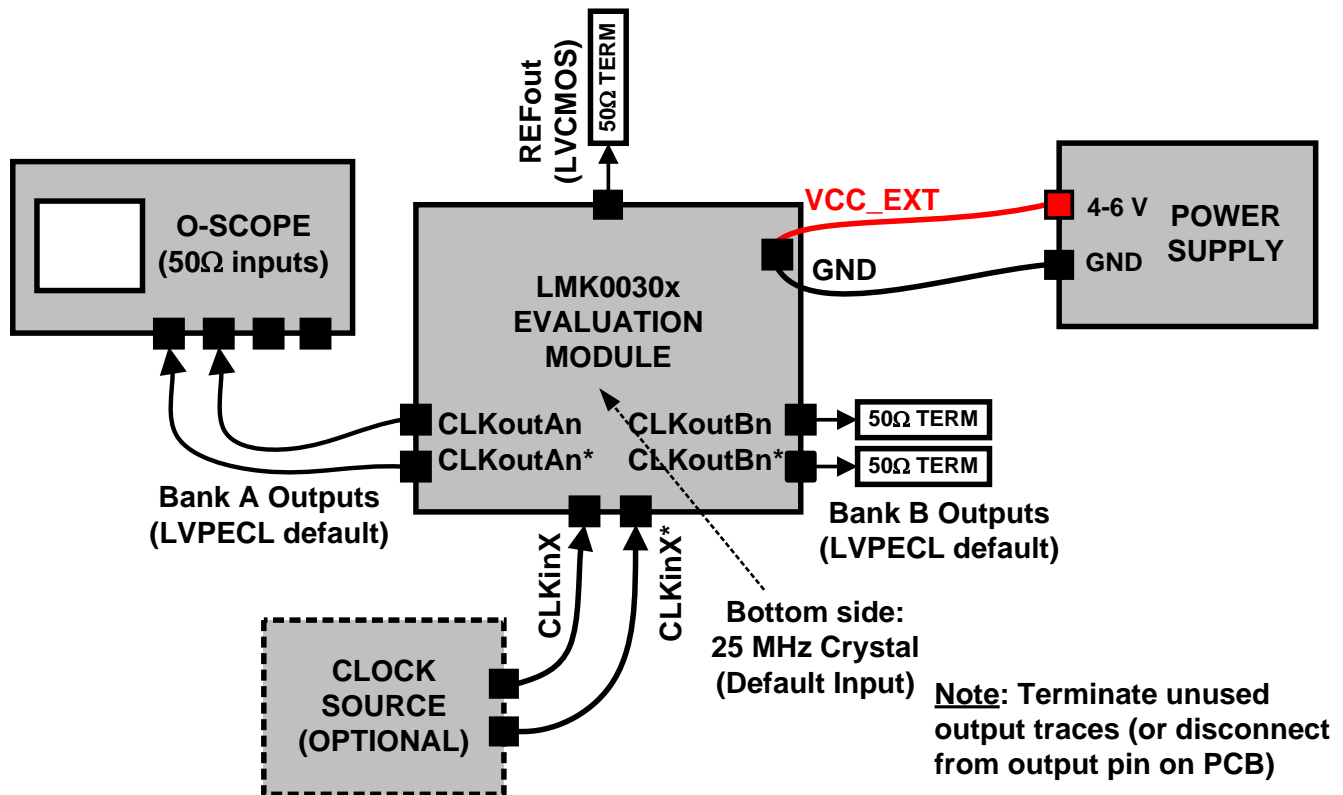 REFout
(LVCMOS)
50Ω TERM
O-SCOPE
(50Ω inputs)
VCC_EXT
GND
4-6 V
GND
POWER
SUPPLY
LMK0030x
EVALUATION
MODULE
CLKoutAn
CLKoutAn*
CLKoutBn
CLKoutBn*
50Ω TERM
50Ω TERM
Bank A Outputs
(LVPECL default)
Bank B Outputs
(LVPECL default)
CLKinX
CLKinX*
Bottom side:
25 MHz Crystal
(Default Input)
CLOCK
SOURCE
(OPTIONAL)
Note: Terminate unused
output traces (or disconnect
from output pin on PCB)